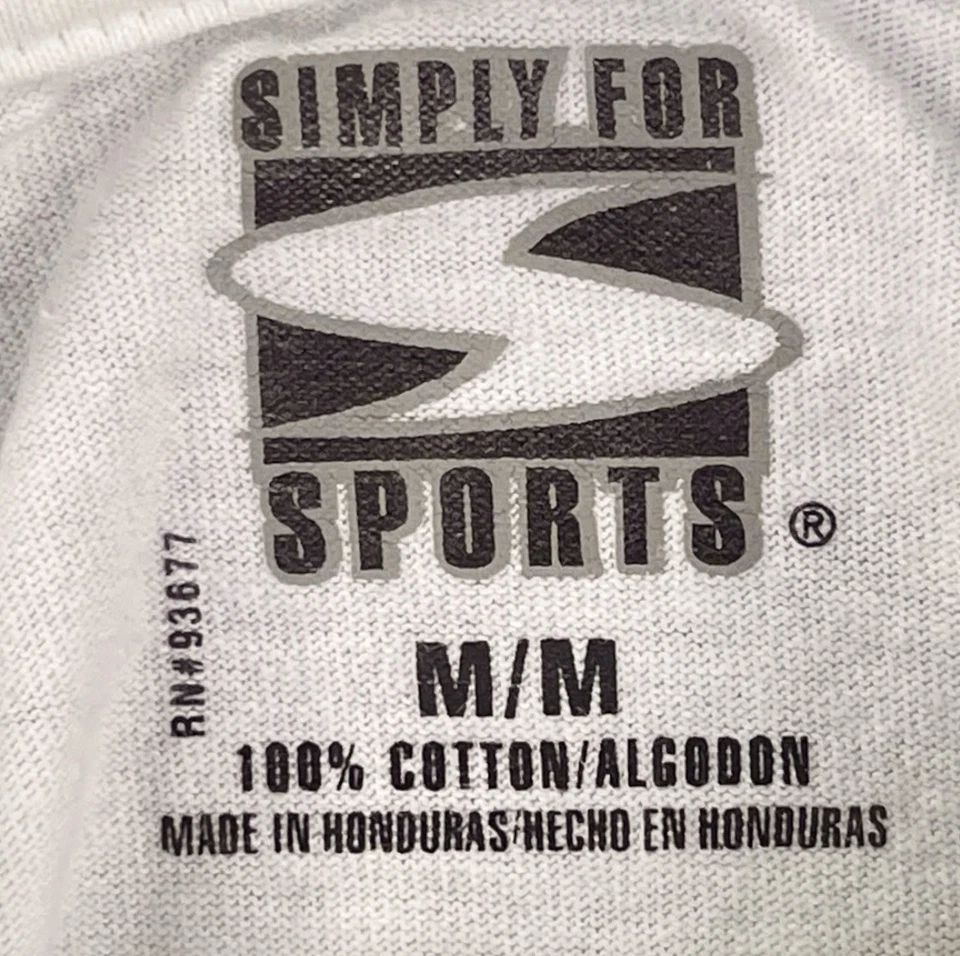 SIMPLY FOR
SPORTS ®
RN#93677
M/M
100% COTTON/ALGODON
MADE IN HONDURAS/HECHO EN HONDURAS